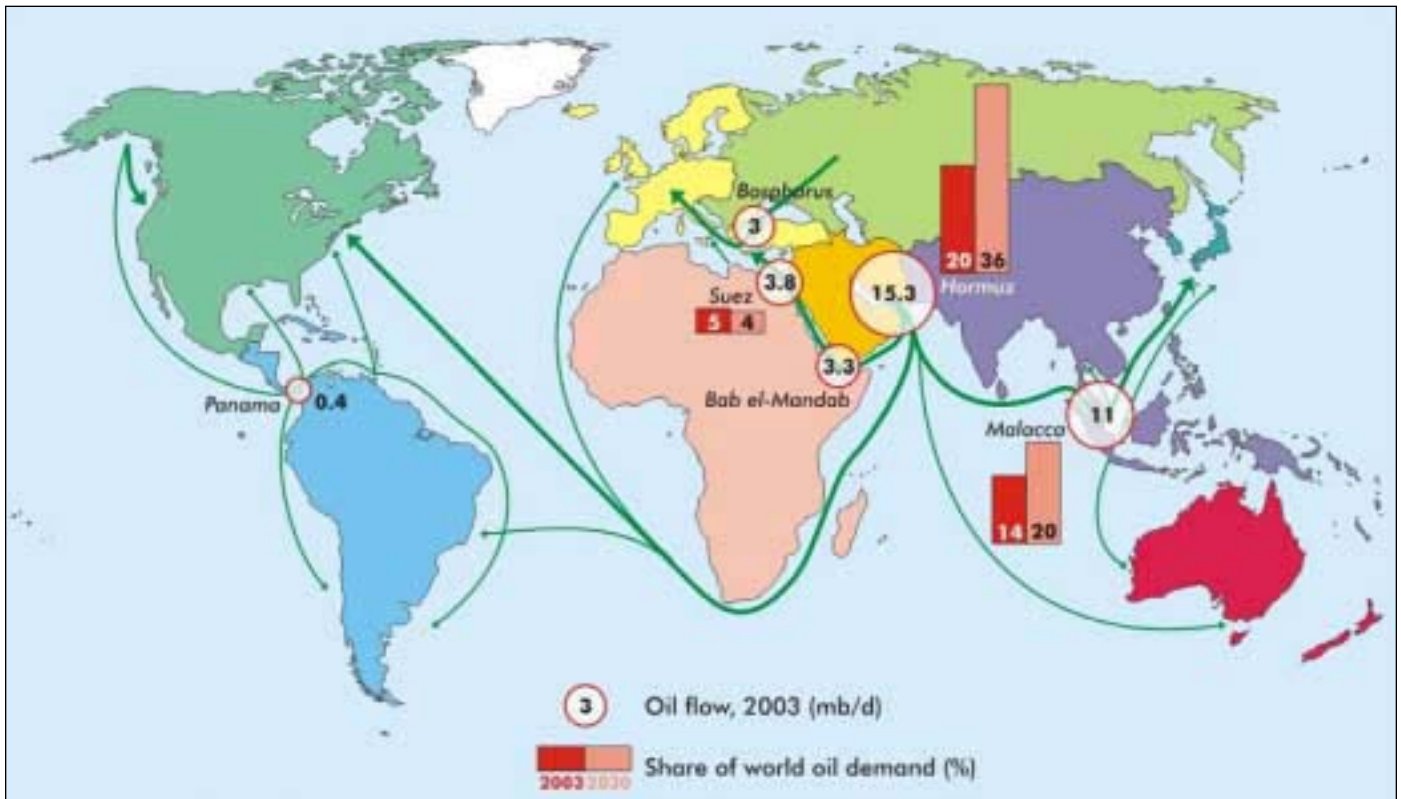 Bosphorus
3
3.8
Suez
5 4
15.3
Hormuz
20 36
3.3
Bab el-Mandab
Panama 0.4
11
Malacca
14 20
3 Oil flow, 2003 (mb/d)
Share of world oil demand (%)
2003 2030